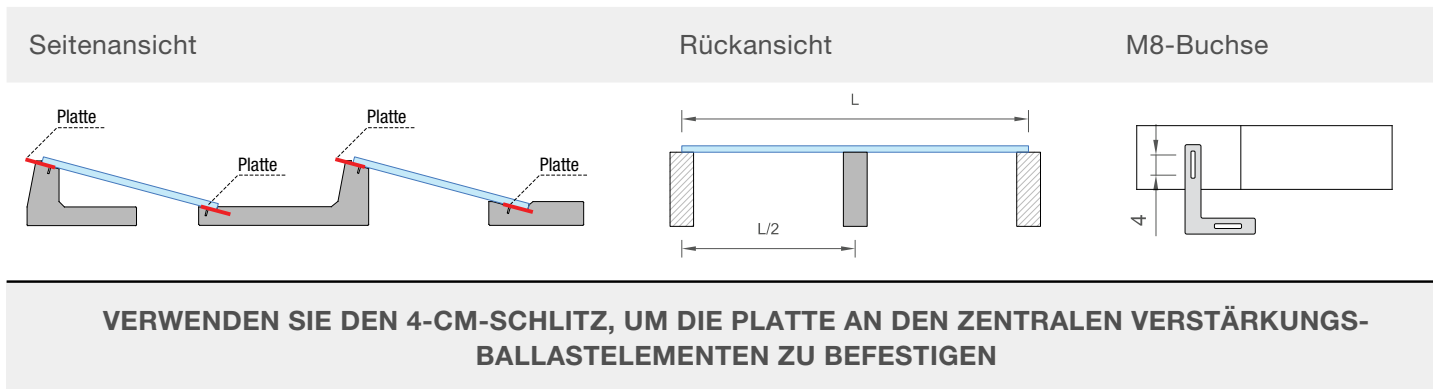 Seitenansicht
Rückansicht
M8-Buchse
Platte
Platte
Platte
Platte
L
L/2
4
VERWENDEN SIE DEN 4-CM-SCHLITZ, UM DIE PLATTE AN DEN ZENTRALEN VERSTÄRKUNGS-
BALLASTELEMENTEN ZU BEFESTIGEN